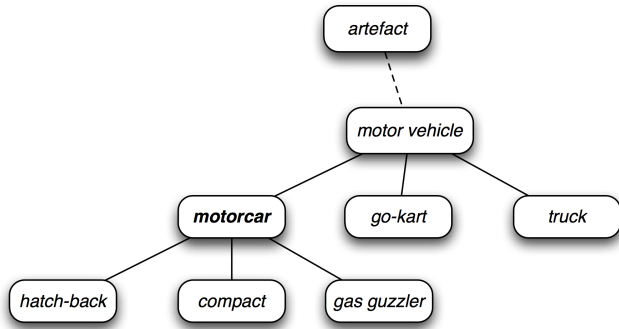 artefact
motor vehicle
motorcar
go-kart
truck
hatch-back
compact
gas guzzler